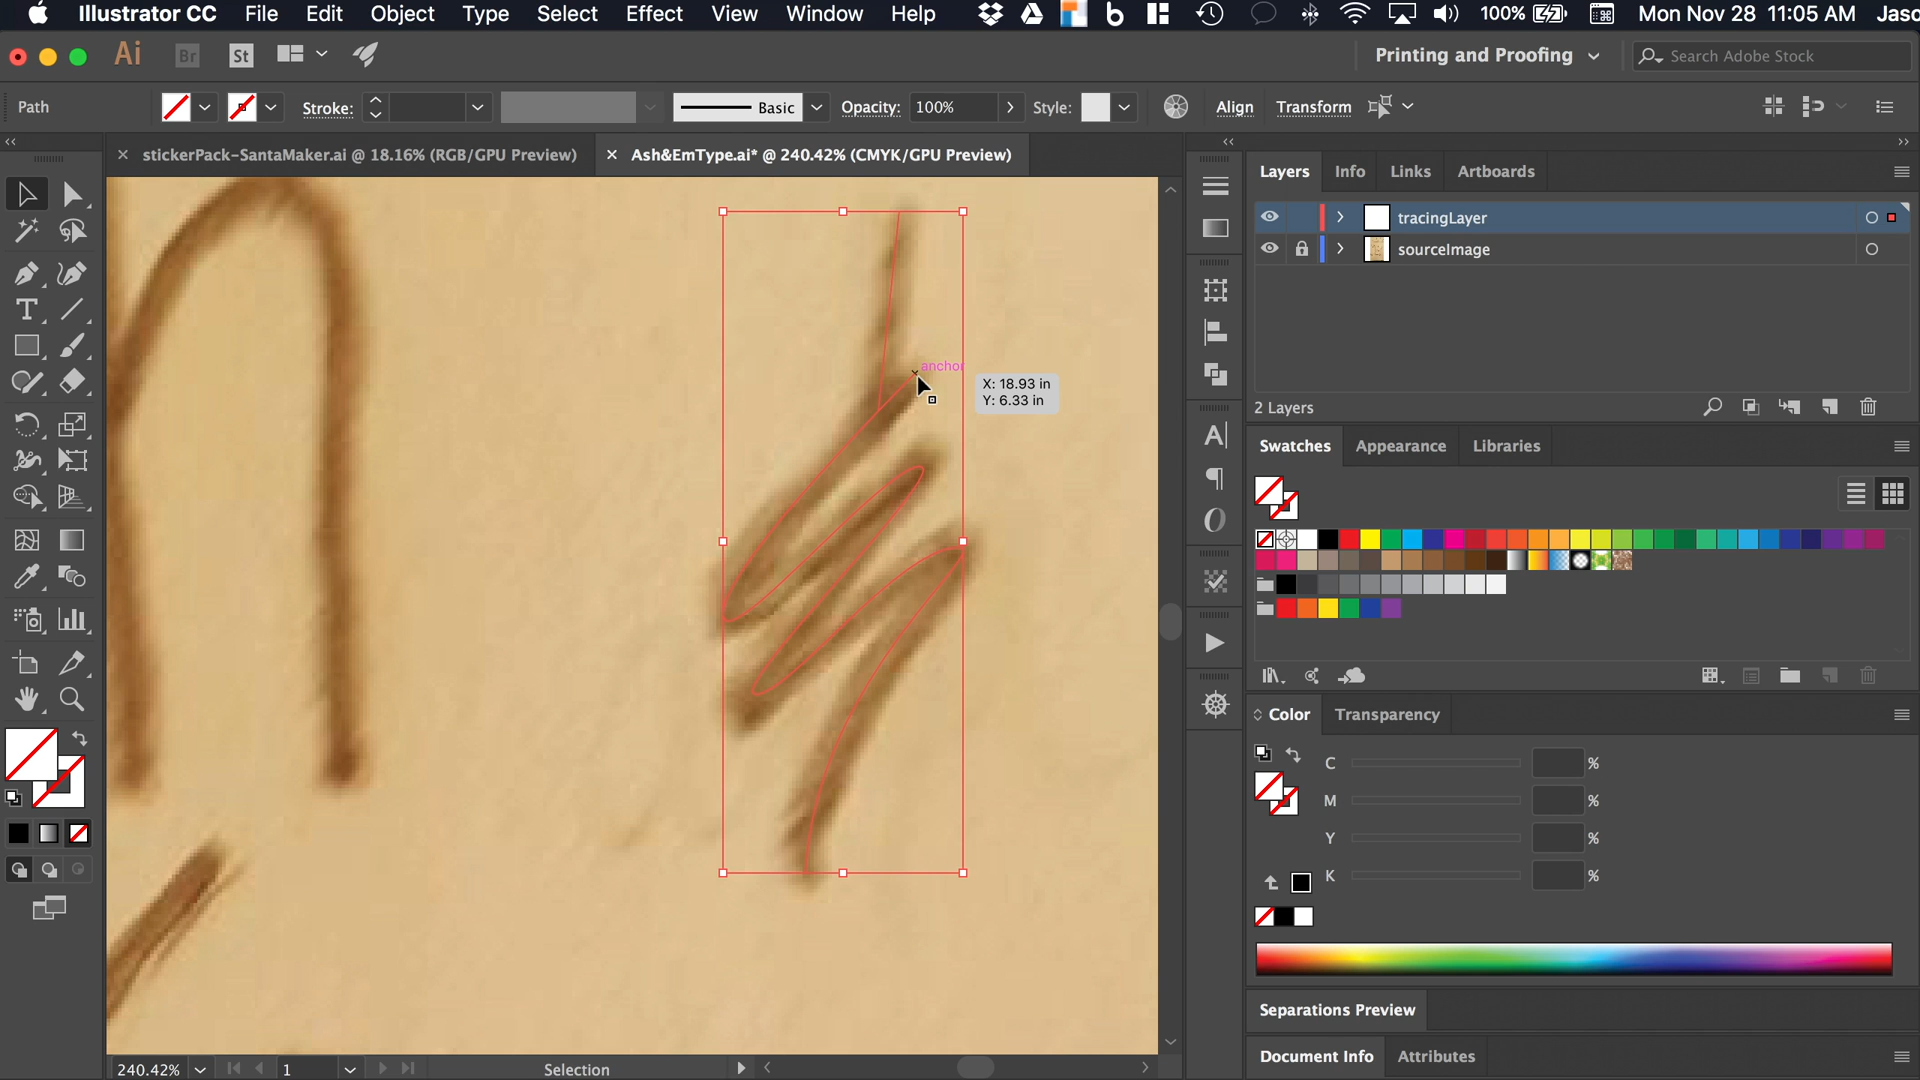 Illustrator CC File Edit Object Type Select Effect View Window Help 100% Mon Nov 28 11:05 AM Jaso
Ai Br St Printing and Proofing Search Adobe Stock
Path Stroke: Basic Opacity: 100% Style: Align Transform
stickerPack-SantaMaker.ai @ 18.16% (RGB/GPU Preview) Ash&EmType.ai* @ 240.42% (CMYK/GPU Preview)
Layers Info Links Artboards
tracingLayer
sourceImage
anchor
X: 18.93 in
Y: 6.33 in
2 Layers
Swatches Appearance Libraries
Color Transparency
C %
M %
Y %
K %
Separations Preview
Document Info Attributes
240.42% 1 Selection